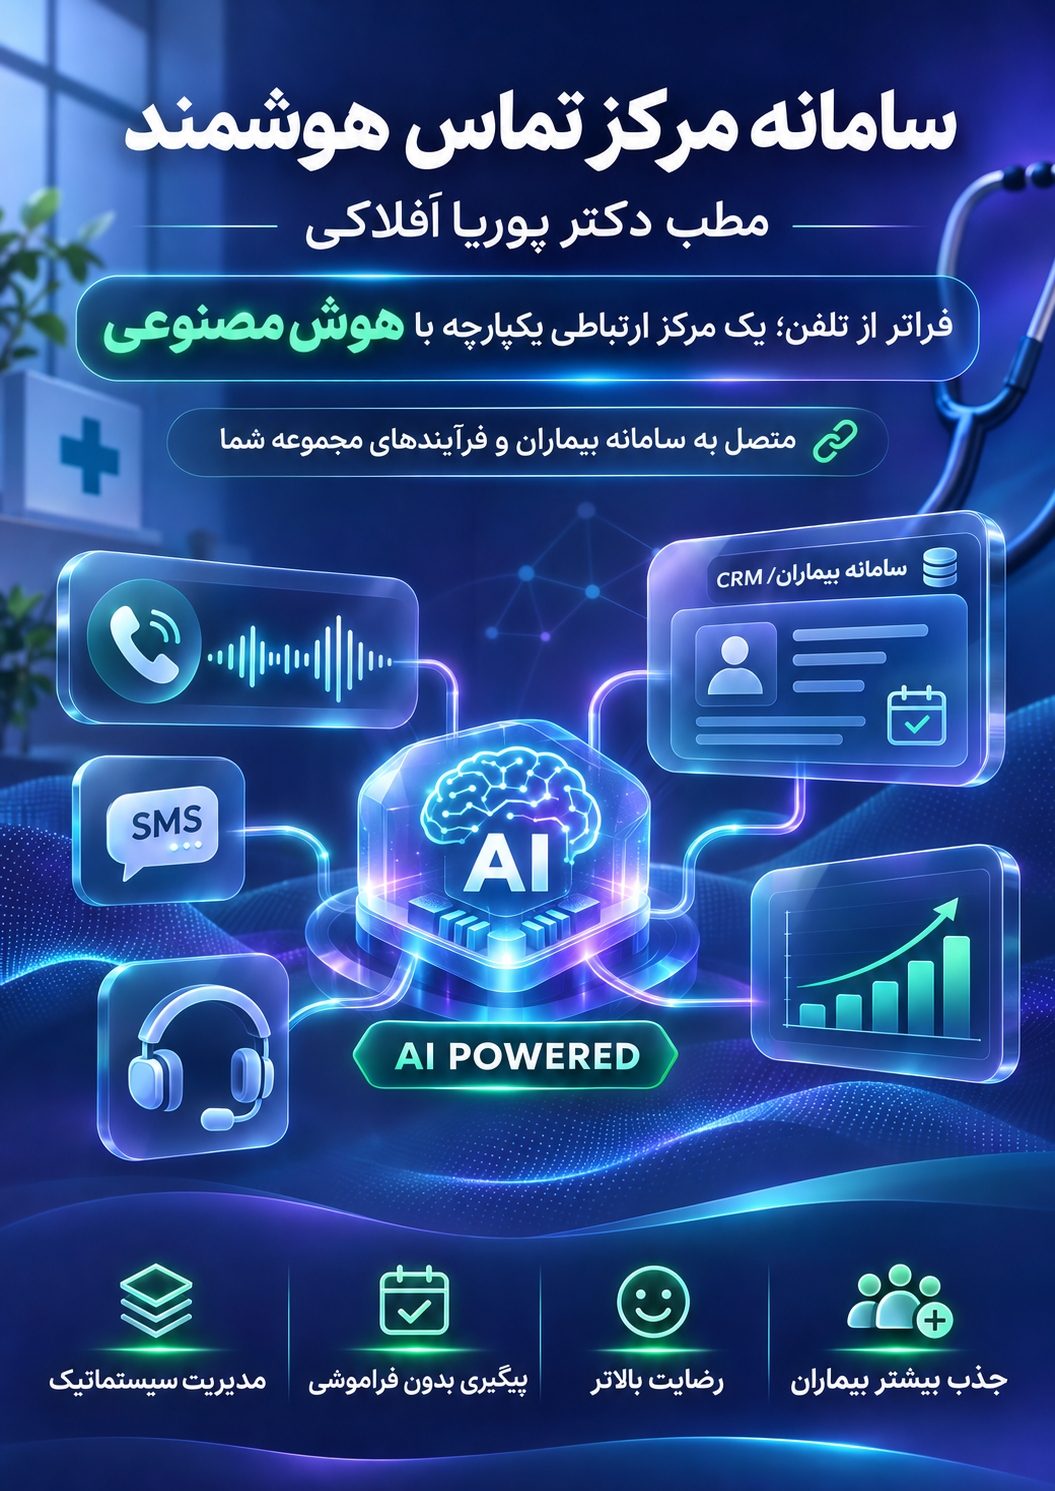 سامانه مرکز تماس هوشمند
مطب دکتر پوریا اَفلاکی
فراتر از تلفن؛ یک مرکز ارتباطی یکپارچه با هوش مصنوعی
متصل به سامانه بیماران و فرآیندهای مجموعه شما
سامانه بیماران/ CRM
SMS
AI
AI POWERED
جذب بیشتر بیماران
رضایت بالاتر
پیگیری بدون فراموشی
مدیریت سیستماتیک